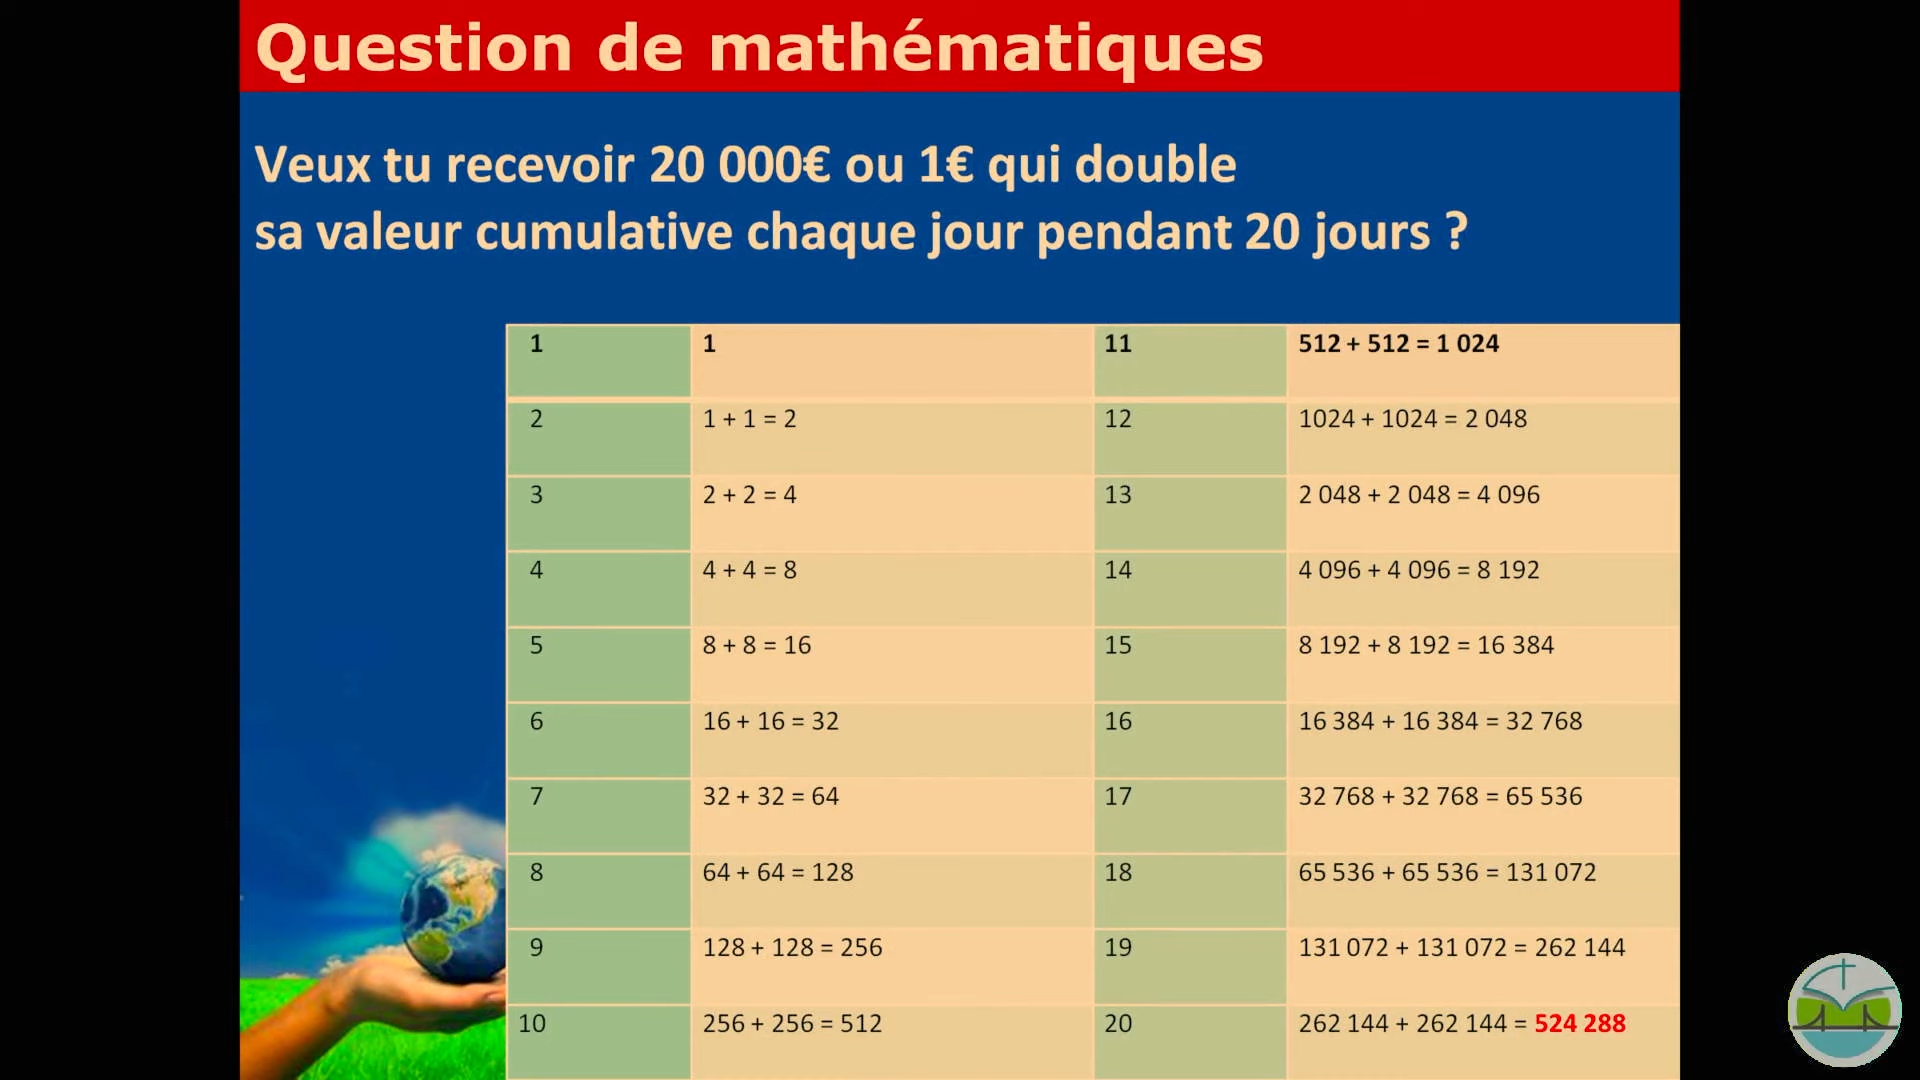 Question de mathématiques
Veux tu recevoir 20 000€ ou 1€ qui double
sa valeur cumulative chaque jour pendant 20 jours ?
1 1 11 512 + 512 = 1 024
2 1 + 1 = 2 12 1024 + 1024 = 2 048
3 2 + 2 = 4 13 2 048 + 2 048 = 4 096
4 4 + 4 = 8 14 4 096 + 4 096 = 8 192
5 8 + 8 = 16 15 8 192 + 8 192 = 16 384
6 16 + 16 = 32 16 16 384 + 16 384 = 32 768
7 32 + 32 = 64 17 32 768 + 32 768 = 65 536
8 64 + 64 = 128 18 65 536 + 65 536 = 131 072
9 128 + 128 = 256 19 131 072 + 131 072 = 262 144
10 256 + 256 = 512 20 262 144 + 262 144 = 524 288